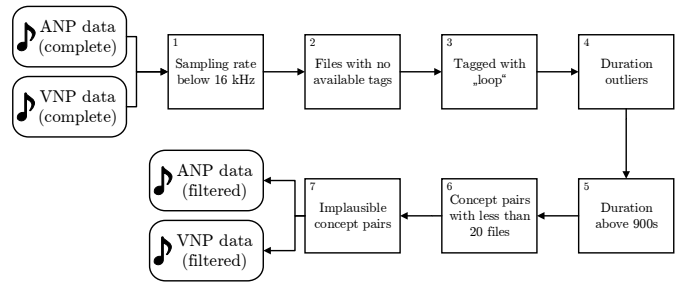 ANP data
(complete)
VNP data
(complete)
1
Sampling rate
below 16 kHz
2
Files with no
available tags
3
Tagged with
„loop“
4
Duration
outliers
5
Duration
above 900s
6
Concept pairs
with less than
20 files
7
Implausible
concept pairs
ANP data
(filtered)
VNP data
(filtered)